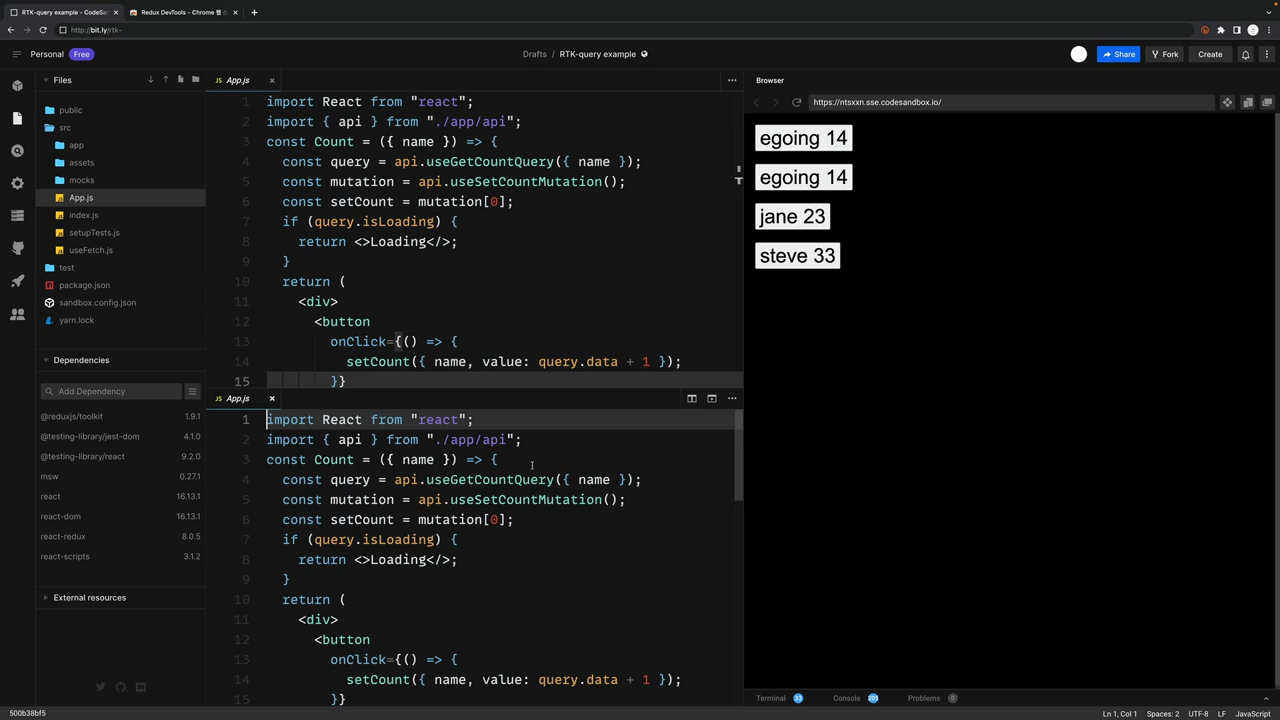 RTK-query example - CodeSan
Redux DevTools - Chrome 웹 스
http://bit.ly/rtk-
Personal
Free
Drafts / RTK-query example
Share
Fork
Create
Files
public
src
app
assets
mocks
App.js
index.js
setupTests.js
useFetch.js
test
package.json
sandbox.config.json
yarn.lock
Dependencies
Add Dependency
@reduxjs/toolkit 1.9.1
@testing-library/jest-dom 4.1.0
@testing-library/react 9.2.0
msw 0.27.1
react 16.13.1
react-dom 16.13.1
react-redux 8.0.5
react-scripts 3.1.2
External resources
500b38bf5
JS App.js
1 import React from "react";
2 import { api } from "./app/api";
3 const Count = ({ name }) => {
4 const query = api.useGetCountQuery({ name });
5 const mutation = api.useSetCountMutation();
6 const setCount = mutation[0];
7 if (query.isLoading) {
8 return <>Loading</>;
9 }
10 return (
11 <div>
12 <button
13 onClick={() => {
14 setCount({ name, value: query.data + 1 });
15 }}
JS App.js
1 import React from "react";
2 import { api } from "./app/api";
3 const Count = ({ name }) => {
4 const query = api.useGetCountQuery({ name });
5 const mutation = api.useSetCountMutation();
6 const setCount = mutation[0];
7 if (query.isLoading) {
8 return <>Loading</>;
9 }
10 return (
11 <div>
12 <button
13 onClick={() => {
14 setCount({ name, value: query.data + 1 });
15 }}
Browser
https://ntsxxn.sse.codesandbox.io/
egoing 14
egoing 14
jane 23
steve 33
Terminal 33 Console 205 Problems 0
Ln 1, Col 1 Spaces: 2 UTF-8 LF JavaScript